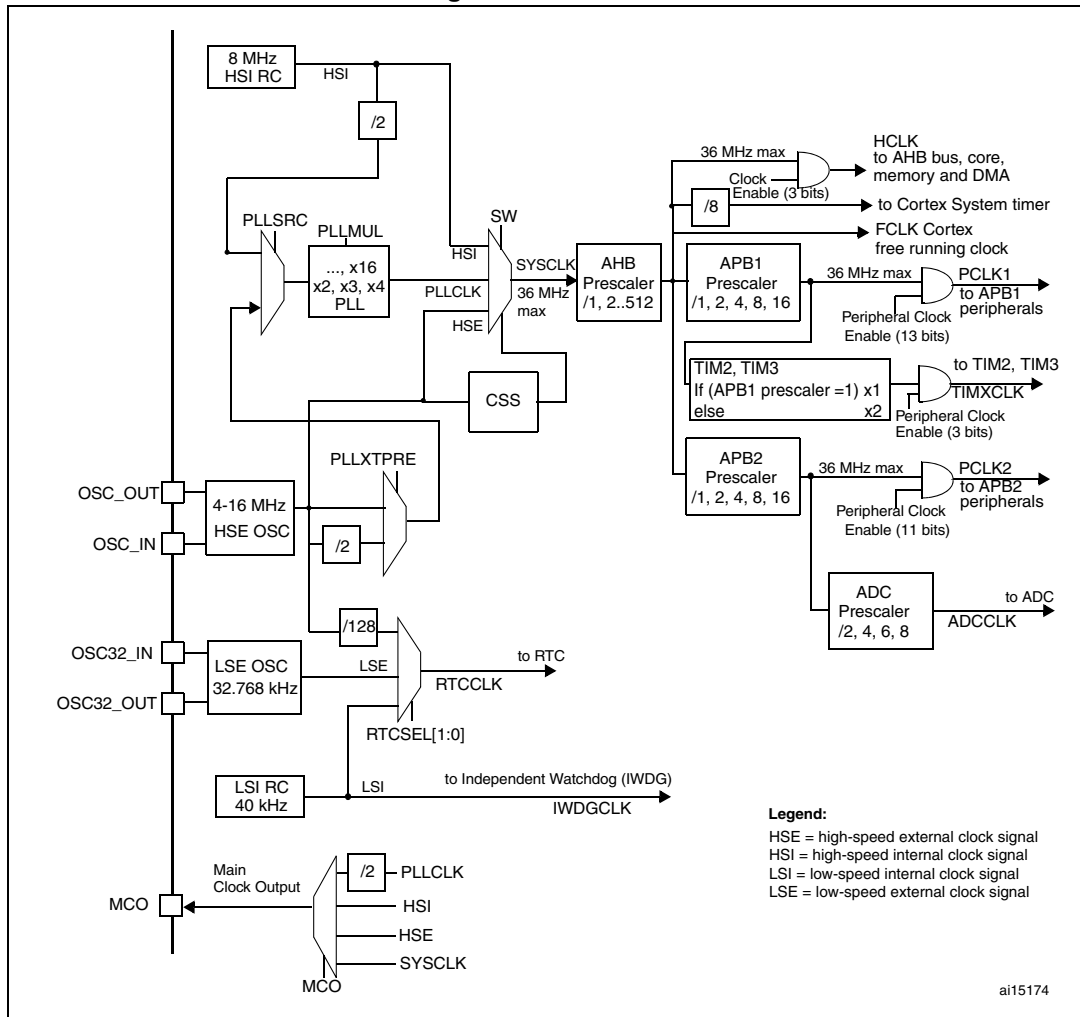 8 MHz
HSI RC
HSI
/2
36 MHz max
HCLK
to AHB bus, core,
memory and DMA
Clock
Enable (3 bits)
/8
to Cortex System timer
FCLK Cortex
free running clock
PLLSRC
PLLMUL
..., x16
x2, x3, x4
PLL
SW
HSI
PLLCLK
HSE
SYSCLK
36 MHz
max
AHB
Prescaler
/1, 2..512
APB1
Prescaler
/1, 2, 4, 8, 16
36 MHz max
PCLK1
to APB1
peripherals
Peripheral Clock
Enable (13 bits)
TIM2, TIM3
If (APB1 prescaler =1) x1
else x2
to TIM2, TIM3
TIMXCLK
Peripheral Clock
Enable (3 bits)
CSS
PLLXTPRE
OSC_OUT
OSC_IN
4-16 MHz
HSE OSC
/2
APB2
Prescaler
/1, 2, 4, 8, 16
36 MHz max
PCLK2
to APB2
peripherals
Peripheral Clock
Enable (11 bits)
ADC
Prescaler
/2, 4, 6, 8
to ADC
ADCCLK
/128
OSC32_IN
OSC32_OUT
LSE OSC
32.768 kHz
LSE
to RTC
RTCCLK
RTCSEL[1:0]
LSI RC
40 kHz
LSI
to Independent Watchdog (IWDG)
IWDGCLK
Legend:
HSE = high-speed external clock signal
HSI = high-speed internal clock signal
LSI = low-speed internal clock signal
LSE = low-speed external clock signal
Main
Clock Output
MCO
/2
PLLCLK
HSI
HSE
SYSCLK
MCO
ai15174